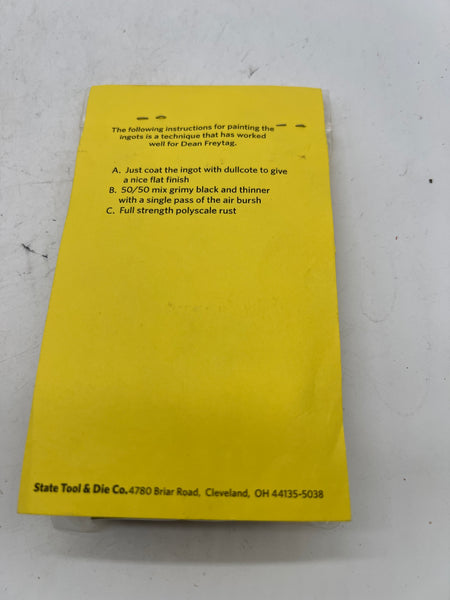 The following instructions for painting the
ingots is a technique that has worked
well for Dean Freytag.
A. Just coat the ingot with dullcote to give
a nice flat finish
B. 50/50 mix grimy black and thinner
with a single pass of the air bursh
C. Full strength polyscale rust
State Tool & Die Co. 4780 Briar Road, Cleveland, OH 44135-5038